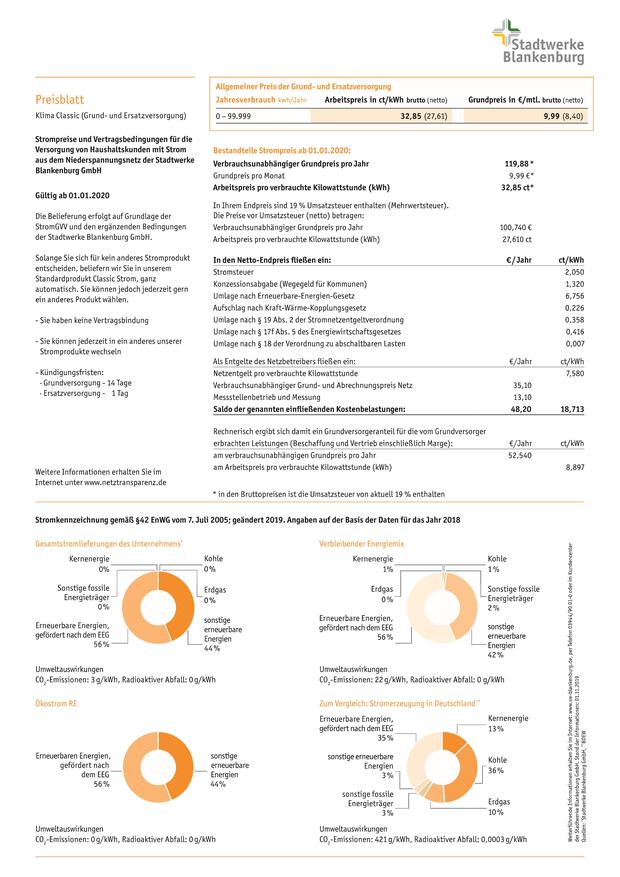 Stadtwerke
Blankenburg
Preisblatt
Klima Classic (Grund- und Ersatzversorgung)
Strompreise und Vertragsbedingungen für die
Versorgung von Haushaltskunden mit Strom
aus dem Niederspannungsnetz der Stadtwerke
Blankenburg GmbH
Gültig ab 01.01.2020
Die Belieferung erfolgt auf Grundlage der
StromGVV und den ergänzenden Bedingungen
der Stadtwerke Blankenburg GmbH.
Solange Sie sich für kein anderes Stromprodukt
entscheiden, beliefern wir Sie in unserem
Standardprodukt Classic Strom, ganz
automatisch. Sie können jedoch jederzeit gern
ein anderes Produkt wählen.
- Sie haben keine Vertragsbindung
- Sie können jederzeit in ein anderes unserer
Stromprodukte wechseln
- Kündigungsfristen:
· Grundversorgung - 14 Tage
· Ersatzversorgung - 1 Tag
Weitere Informationen erhalten Sie im
Internet unter www.netztransparenz.de
Allgemeiner Preis der Grund- und Ersatzversorgung
Jahresverbrauch kwh/Jahr Arbeitspreis in ct/kWh brutto (netto) Grundpreis in €/mtl. brutto (netto)
0 – 99.999 32,85 (27,61) 9,99 (8,40)
Bestandteile Strompreis ab 01.01.2020:
Verbrauchsunabhängiger Grundpreis pro Jahr 119,88 *
Grundpreis pro Monat 9,99 €*
Arbeitspreis pro verbrauchte Kilowattstunde (kWh) 32,85 ct*
In Ihrem Endpreis sind 19 % Umsatzsteuer enthalten (Mehrwertsteuer).
Die Preise vor Umsatzsteuer (netto) betragen:
Verbrauchsunabhängiger Grundpreis pro Jahr 100,740 €
Arbeitspreis pro verbrauchte Kilowattstunde (kWh) 27,610 ct
In den Netto-Endpreis fließen ein: €/Jahr ct/kWh
Stromsteuer 2,050
Konzessionsabgabe (Wegegeld für Kommunen) 1,320
Umlage nach Erneuerbare-Energien-Gesetz 6,756
Aufschlag nach Kraft-Wärme-Kopplungsgesetz 0,226
Umlage nach § 19 Abs. 2 der Stromnetzentgeltverordnung 0,358
Umlage nach § 17f Abs. 5 des Energiewirtschaftsgesetzes 0,416
Umlage nach § 18 der Verordnung zu abschaltbaren Lasten 0,007
Als Entgelte des Netzbetreibers fließen ein: €/Jahr ct/kWh
Netzentgelt pro verbrauchte Kilowattstunde 7,580
Verbrauchsunabhängiger Grund- und Abrechnungspreis Netz 35,10
Messstellenbetrieb und Messung 13,10
Saldo der genannten einfließenden Kostenbelastungen: 48,20 18,713
Rechnerisch ergibt sich damit ein Grundversorgeranteil für die vom Grundversorger
erbrachten Leistungen (Beschaffung und Vertrieb einschließlich Marge): €/Jahr ct/kWh
am verbrauchsunabhängigen Grundpreis pro Jahr 52,540
am Arbeitspreis pro verbrauchte Kilowattstunde (kWh) 8,897
* in den Bruttopreisen ist die Umsatzsteuer von aktuell 19 % enthalten
Stromkennzeichnung gemäß §42 EnWG vom 7. Juli 2005; geändert 2019. Angaben auf der Basis der Daten für das Jahr 2018
Gesamtstromlieferungen des Unternehmens*
Kernenergie
0%
Kohle
0%
Sonstige fossile
Energieträger
0%
Erdgas
0%
Erneuerbare Energien,
gefördert nach dem EEG
56%
sonstige
erneuerbare
Energien
44%
Umweltauswirkungen
CO2-Emissionen: 3g/kWh, Radioaktiver Abfall: 0g/kWh
Verbleibender Energiemix
Kernenergie
1%
Kohle
1%
Erdgas
0%
Sonstige fossile
Energieträger
2%
Erneuerbare Energien,
gefördert nach dem EEG
56%
sonstige
erneuerbare
Energien
42%
Umweltauswirkungen
CO2-Emissionen: 22g/kWh, Radioaktiver Abfall: 0g/kWh
Ökostrom RE
Erneuerbaren Energien,
gefördert nach
dem EEG
56%
sonstige
erneuerbare
Energien
44%
Umweltauswirkungen
CO2-Emissionen: 0g/kWh, Radioaktiver Abfall: 0g/kWh
Zum Vergleich: Stromerzeugung in Deutschland**
Erneuerbare Energien,
gefördert nach dem EEG
35%
Kernenergie
13%
sonstige erneuerbare
Energien
3%
Kohle
36%
sonstige fossile
Energieträger
3%
Erdgas
10%
Umweltauswirkungen
CO2-Emissionen: 421g/kWh, Radioaktiver Abfall: 0,0003g/kWh
Weiterführende Informationen erhalten Sie im Internet: www.sw-blankenburg.de, per Telefon 03944/90 01-0 oder im Kundencenter
der Stadtwerke Blankenburg GmbH, Stand der Informationen: 01.11.2019
Quellen: *Stadtwerke Blankenburg GmbH, **BDEW